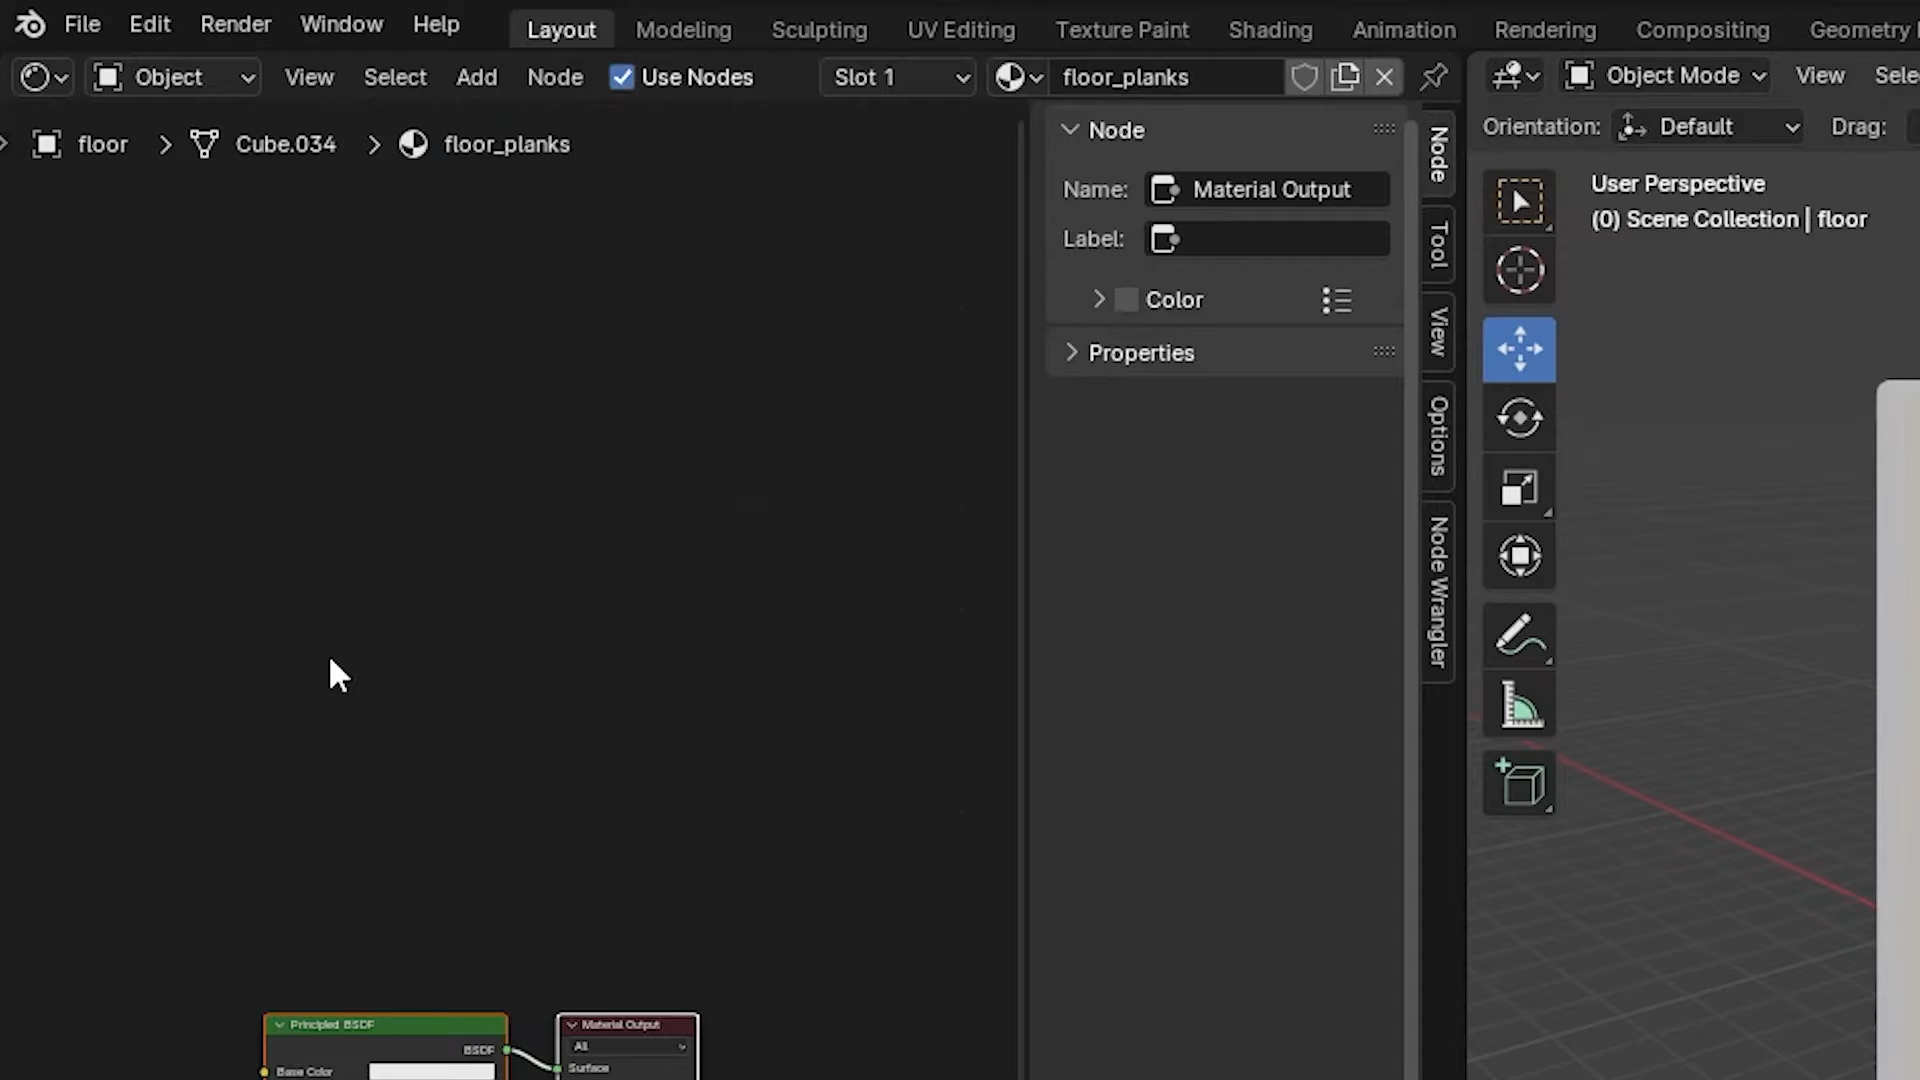 File Edit Render Window Help Layout Modeling Sculpting UV Editing Texture Paint Shading Animation Rendering Compositing Geometry
Object View Select Add Node Use Nodes Slot 1 floor_planks
Object Mode View Sele
Orientation: Default Drag:
floor > Cube.034 > floor_planks
Node
Name: Material Output
Label:
Color
Properties
Node
Tool
View
Options
Node Wrangler
User Perspective
(0) Scene Collection | floor
Principled BSDF
BSDF
Base Color
Material Output
All
Surface